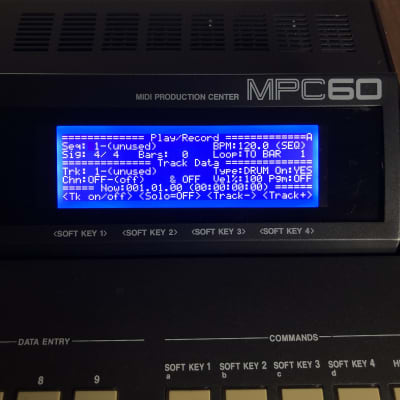 MIDI PRODUCTION CENTER MPC60
============== Play/Record =============A
Seq: 1-(unused) BPM:120.0 (SEQ)
Sig: 4/ 4 Bars: 0 Loop:TO BAR 1
============== Track Data ==============
Trk: 1-(unused) Type:DRUM On:YES
Chn:OFF-(off) & OFF Vel%:100 Pgm:OFF
===== Now:001.01.00 (00:00:00:00) ======
<Tk on/off> <Solo=OFF> <Track-> <Track+>
<SOFT KEY 1> <SOFT KEY 2> <SOFT KEY 3> <SOFT KEY 4>
DATA ENTRY COMMANDS
8 9 SOFT KEY 1 SOFT KEY 2 SOFT KEY 3 SOFT KEY 4
a b c d